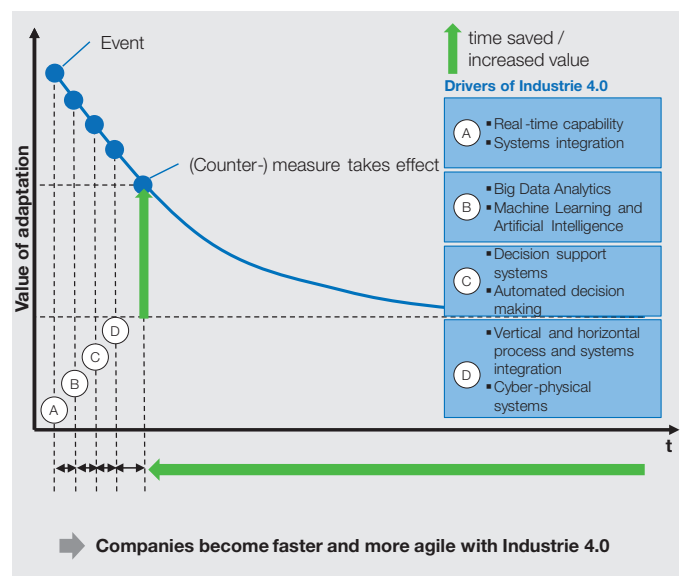 Event
time saved /
increased value
Drivers of Industrie 4.0
A
▪ Real-time capability
▪ Systems integration
(Counter-) measure takes effect
B
▪ Big Data Analytics
▪ Machine Learning and
Artificial Intelligence
C
▪ Decision support
systems
▪ Automated decision
making
D
▪ Vertical and horizontal
process and systems
integration
▪ Cyber-physical
systems
Value of adaptation
D
C
B
A
t
Companies become faster and more agile with Industrie 4.0